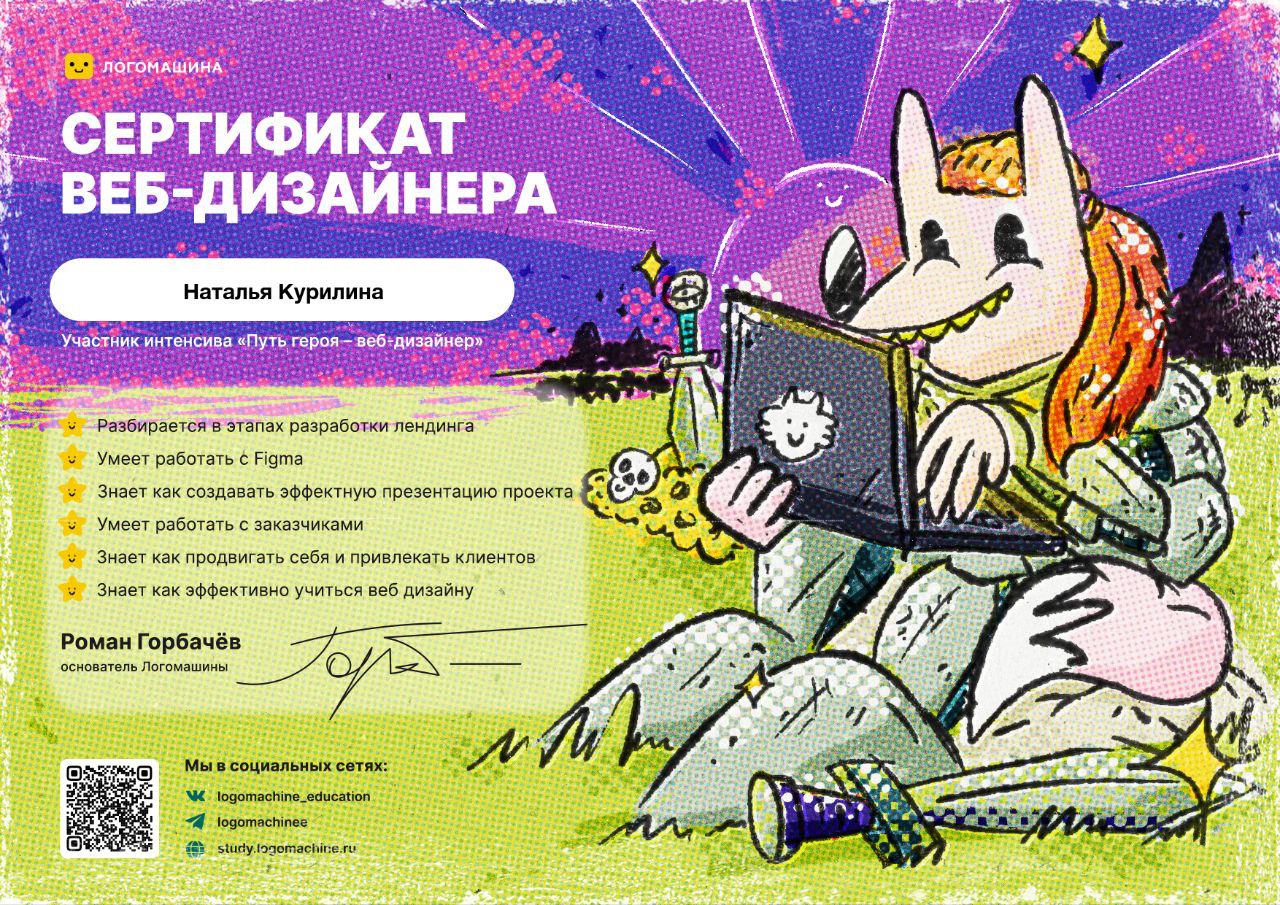 ЛОГОМАШИНА
СЕРТИФИКАТ
ВЕБ-ДИЗАЙНЕРА
Наталья Курилина
Участник интенсива «Путь героя – веб-дизайнер»
Разбирается в этапах разработки лендинга
Умеет работать с Figma
Знает как создавать эффектную презентацию проекта
Умеет работать с заказчиками
Знает как продвигать себя и привлекать клиентов
Знает как эффективно учиться веб дизайну
Роман Горбачёв
основатель Логомашины
Мы в социальных сетях:
logomachine_education
logomachinee
study.logomachine.ru